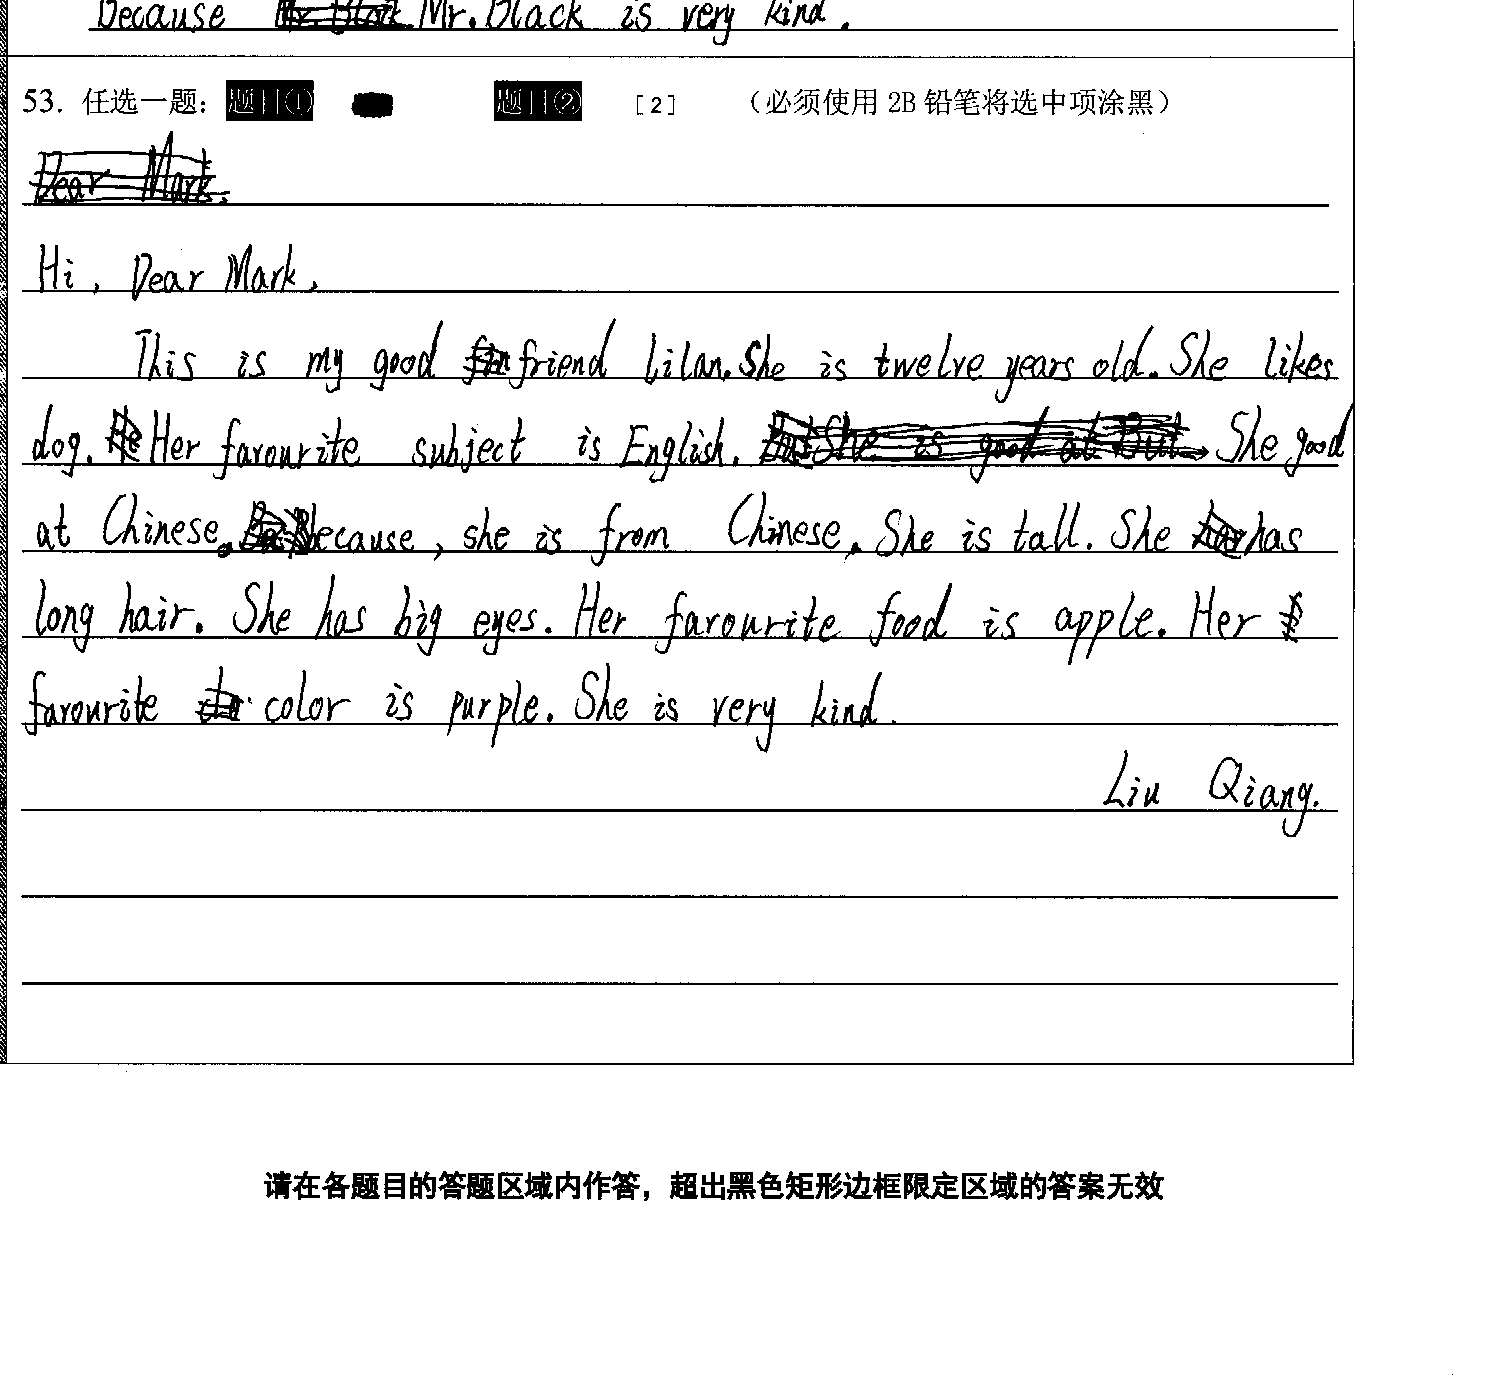 Because Mr. Black is very kind.
53. 任选一题: 题目① 题目② [2] (必须使用 2B 铅笔将选中项涂黑)
Dear Mark,
Hi, Dear Mark,
This is my good friend Lilan. She is twelve years old. She likes
dog. Her favourite subject is English. She good
at Chinese. Because, she is from Chinese. She is tall. She has
long hair. She has big eyes. Her favourite food is apple. Her
favourite color is purple. She is very kind.
Liu Qiang.
请在各题目的答题区域内作答，超出黑色矩形边框限定区域的答案无效